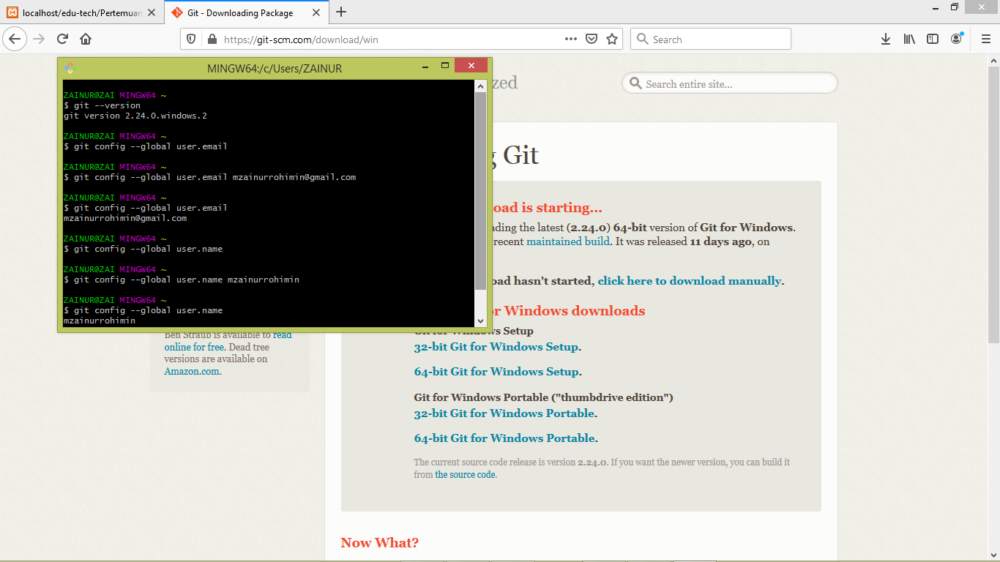 localhost/edu-tech/Pertemuan
Git - Downloading Package
https://git-scm.com/download/win
Search
MINGW64:/c/Users/ZAINUR
ZAINUR@ZAI MINGW64 ~
$ git --version
git version 2.24.0.windows.2
ZAINUR@ZAI MINGW64 ~
$ git config --global user.email
ZAINUR@ZAI MINGW64 ~
$ git config --global user.email mzainurrohimin@gmail.com
ZAINUR@ZAI MINGW64 ~
$ git config --global user.email
mzainurrohimin@gmail.com
ZAINUR@ZAI MINGW64 ~
$ git config --global user.name
ZAINUR@ZAI MINGW64 ~
$ git config --global user.name mzainurrohimin
ZAINUR@ZAI MINGW64 ~
$ git config --global user.name
mzainurrohimin
Search entire site...
Git
is starting...
the latest (2.24.0) 64-bit version of Git for Windows.
recent maintained build. It was released 11 days ago, on
hasn't started, click here to download manually.
Windows downloads
Git for Windows Setup
32-bit Git for Windows Setup.
64-bit Git for Windows Setup.
Git for Windows Portable ("thumbdrive edition")
32-bit Git for Windows Portable.
64-bit Git for Windows Portable.
The current source code release is version 2.24.0. If you want the newer version, you can build it
from the source code.
Ben Straub is available to read
online for free. Dead tree
versions are available on
Amazon.com.
Now What?